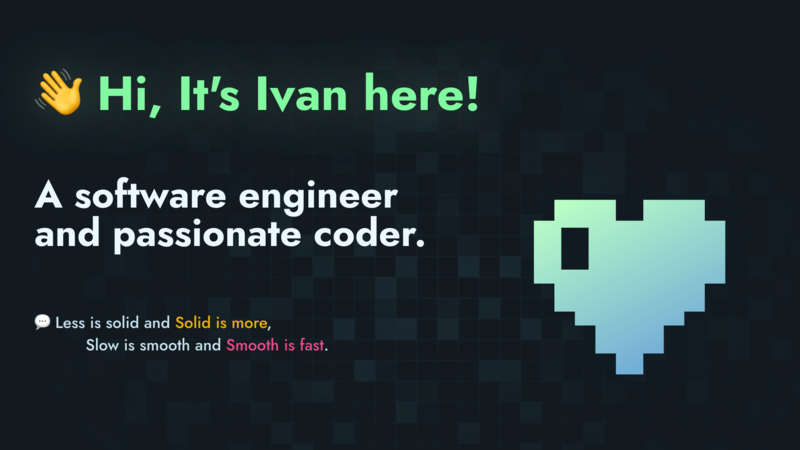 👋 Hi, It's Ivan here!
A software engineer
and passionate coder.
💬 Less is solid and Solid is more,
Slow is smooth and Smooth is fast.